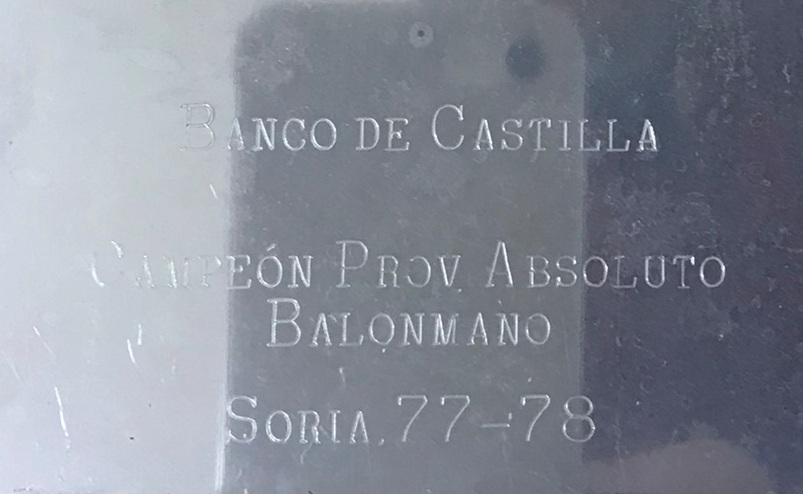 BANCO DE CASTILLA
CAMPEÓN PROV. ABSOLUTO
BALONMANO
SORIA, 77-78